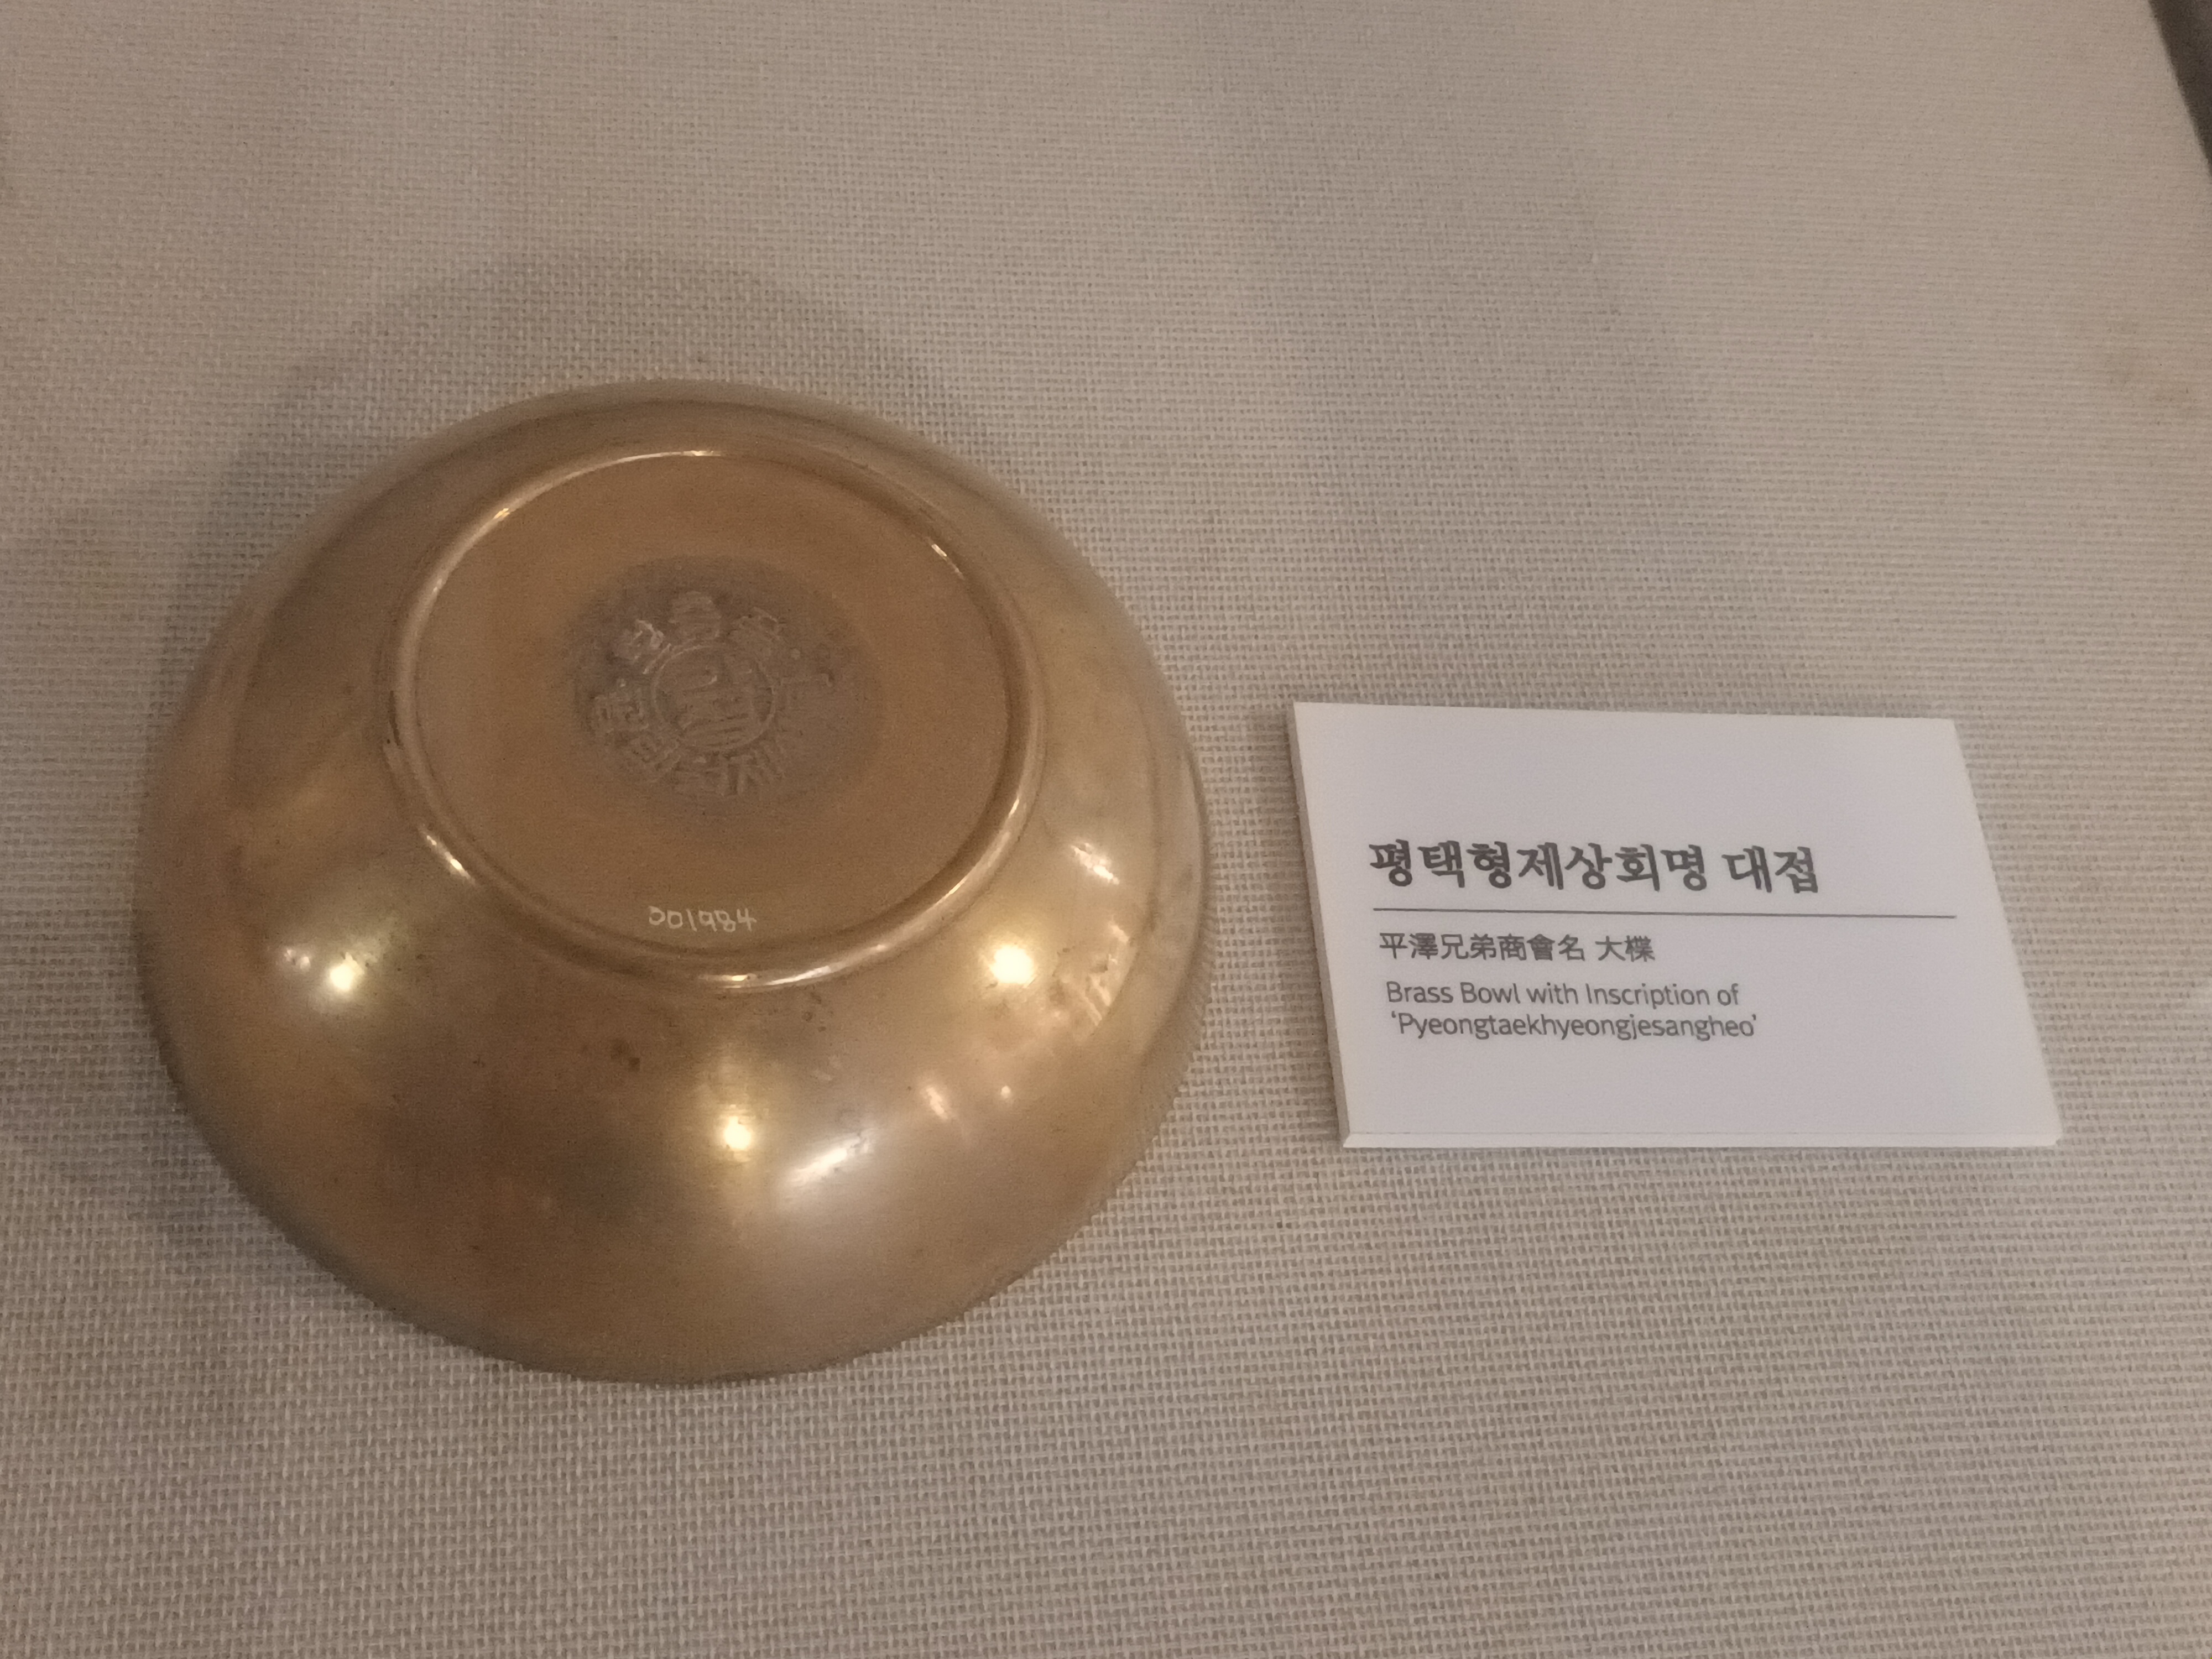 001984
평택형제상회명 대접
平澤兄弟商會名 大楪
Brass Bowl with Inscription of
‘Pyeongtaekhyeongjesangheo’